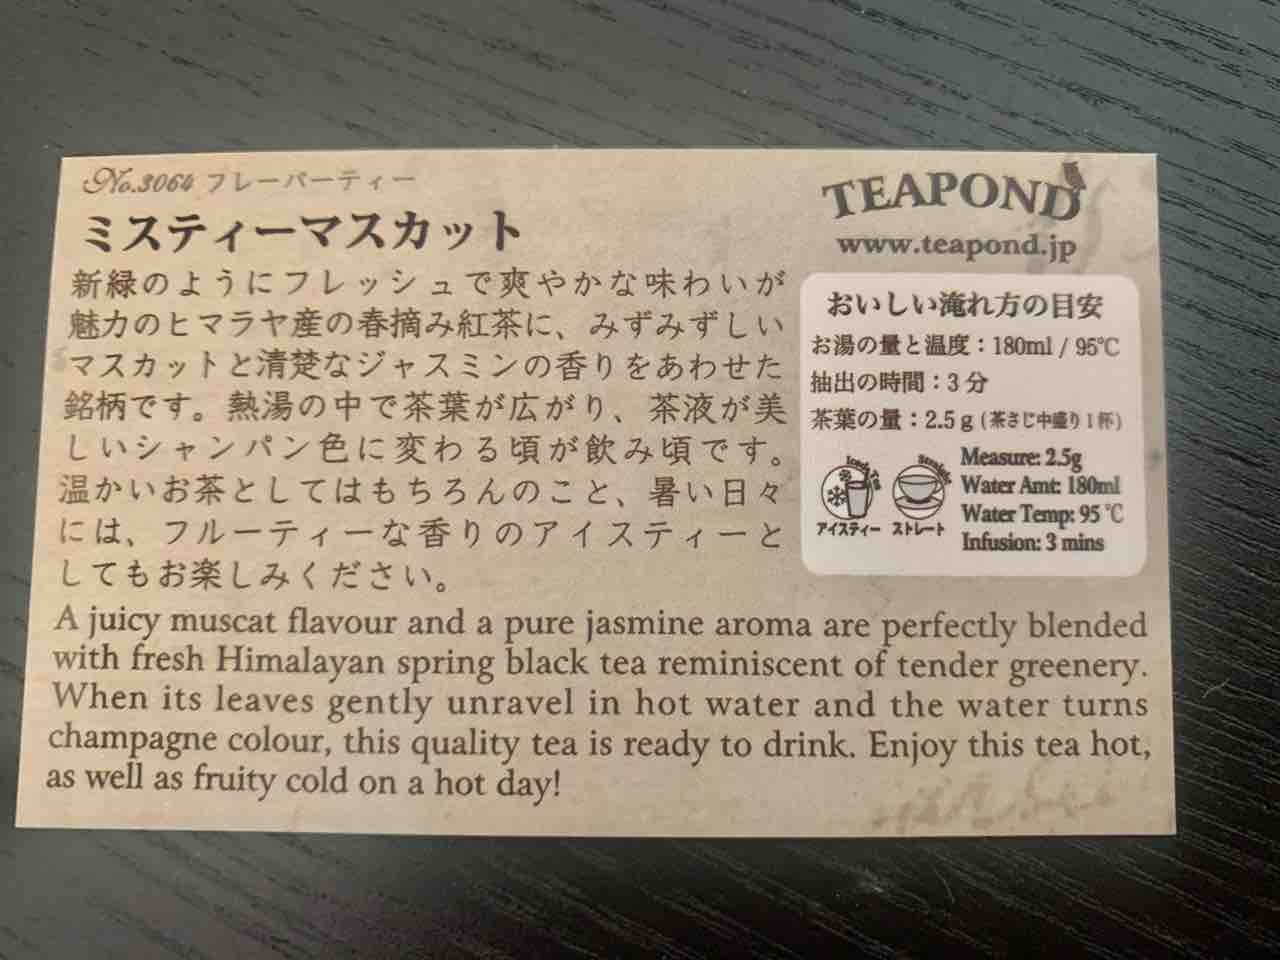 No.3064 フレーバーティー
ミスティーマスカット
新緑のようにフレッシュで爽やかな味わいが
魅力のヒマラヤ産の春摘み紅茶に、みずみずしい
マスカットと清楚なジャスミンの香りをあわせた
銘柄です。熱湯の中で茶葉が広がり、茶液が美
しいシャンパン色に変わる頃が飲み頃です。
温かいお茶としてはもちろんのこと、暑い日々
には、フルーティーな香りのアイスティーと
してもお楽しみください。
TEAPOND
www.teapond.jp
おいしい淹れ方の目安
お湯の量と温度：180ml / 95℃
抽出の時間：3分
茶葉の量：2.5g (茶さじ中盛り1杯)
Iced Tea
アイスティー
Straight
ストレート
Measure: 2.5g
Water Amt: 180ml
Water Temp: 95 ℃
Infusion: 3 mins
A juicy muscat flavour and a pure jasmine aroma are perfectly blended
with fresh Himalayan spring black tea reminiscent of tender greenery.
When its leaves gently unravel in hot water and the water turns
champagne colour, this quality tea is ready to drink. Enjoy this tea hot,
as well as fruity cold on a hot day!